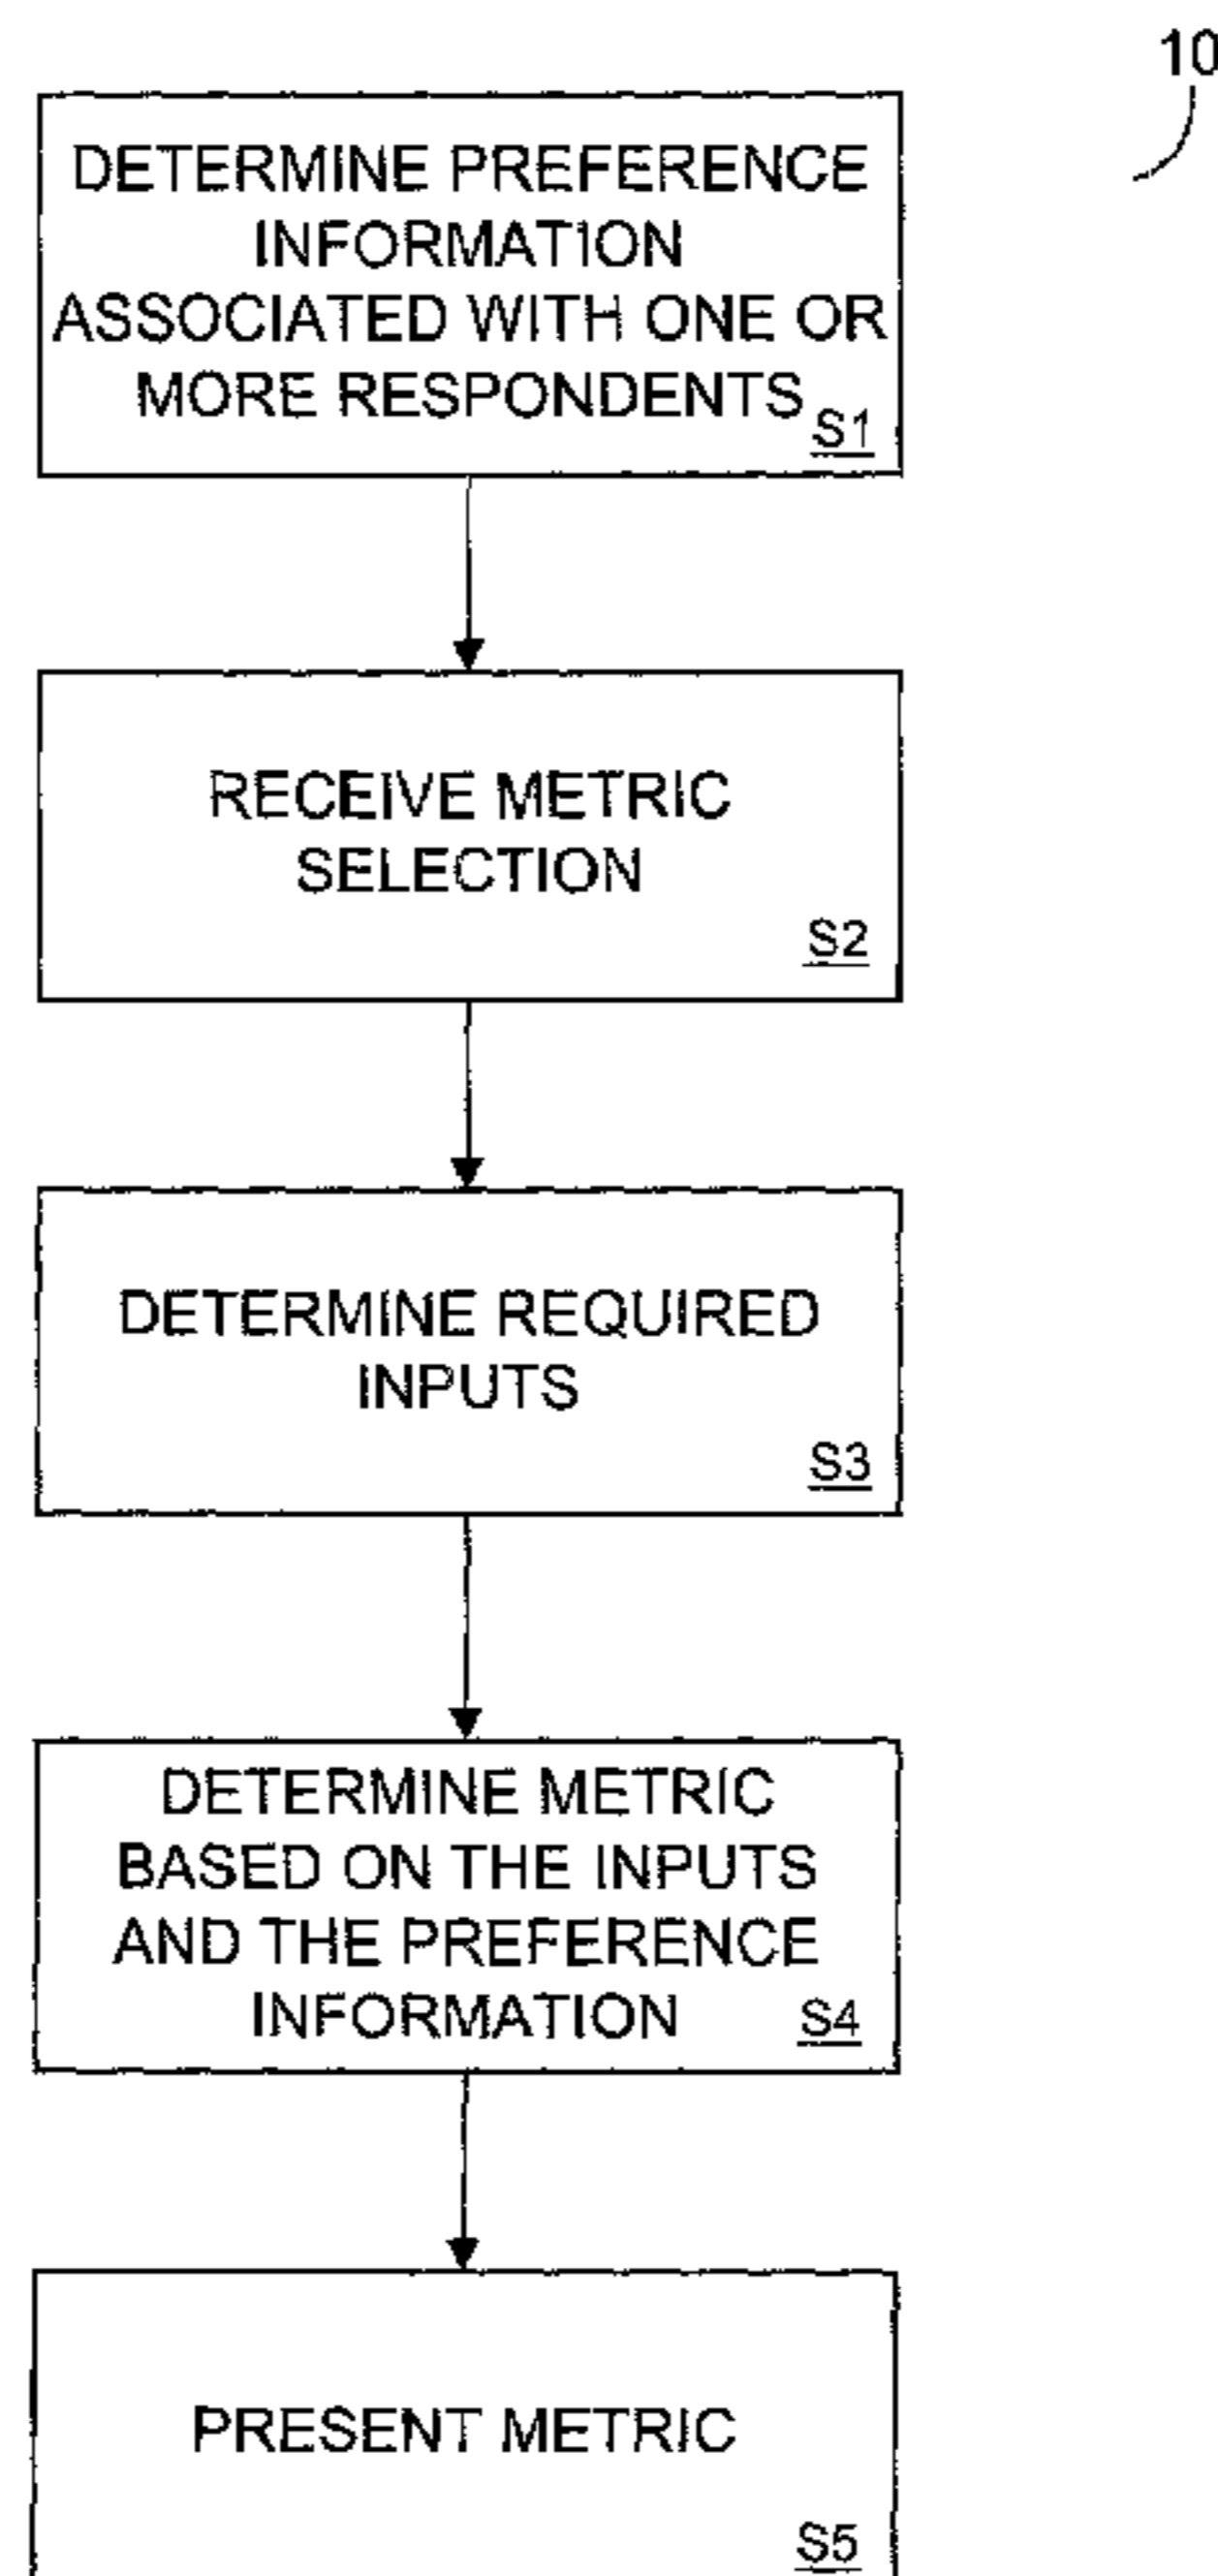 10
DETERMINE PREFERENCE
INFORMATION
ASSOCIATED WITH ONE OR
MORE RESPONDENTS
S1
RECEIVE METRIC
SELECTION
S2
DETERMINE REQUIRED
INPUTS
S3
DETERMINE METRIC
BASED ON THE INPUTS
AND THE PREFERENCE
INFORMATION
S4
PRESENT METRIC
S5